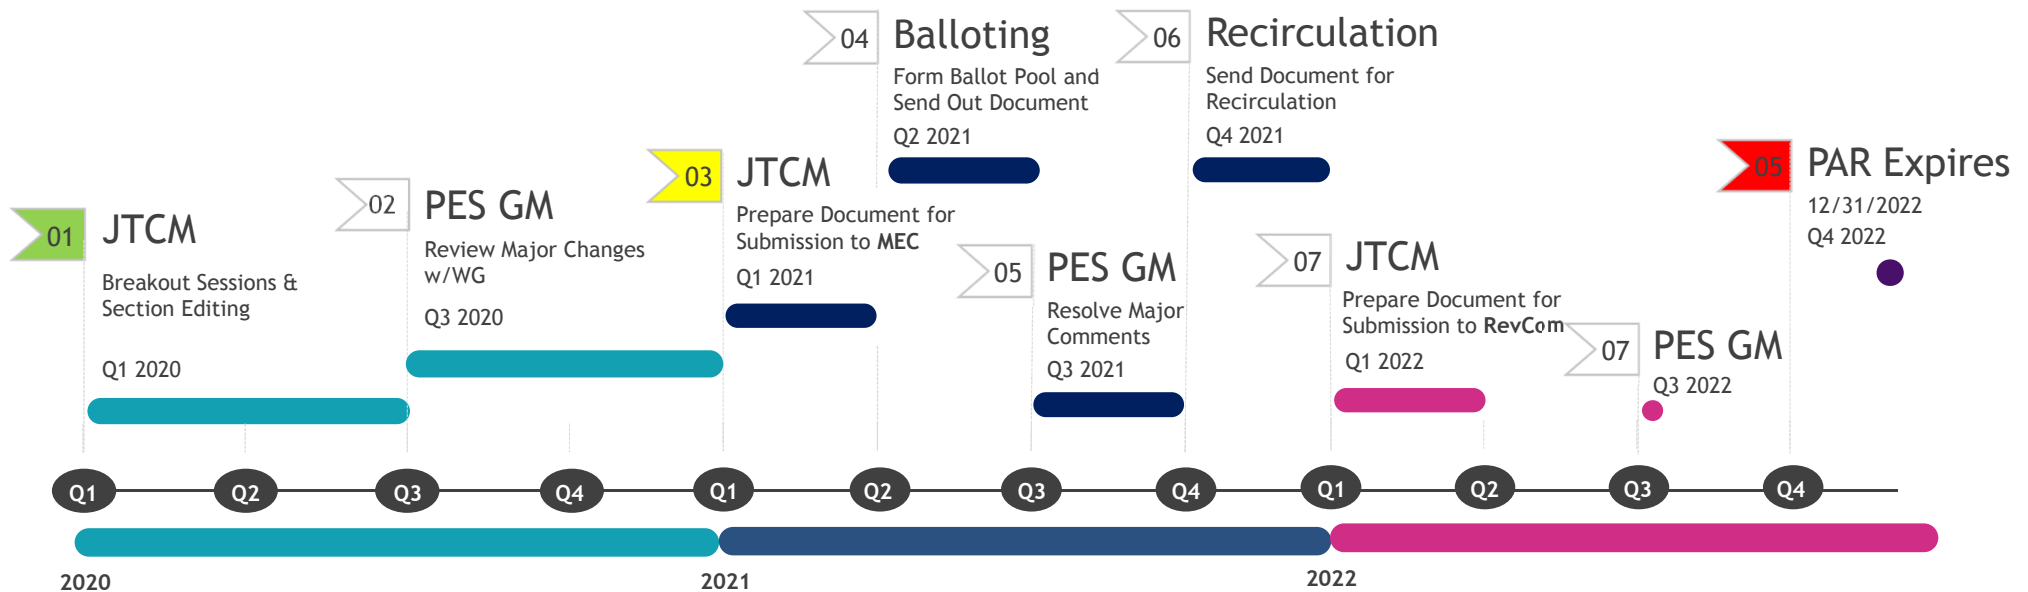 01
JTCM
Breakout Sessions &
Section Editing
Q1 2020
02
PES GM
Review Major Changes
w/WG
Q3 2020
03
JTCM
Prepare Document for
Submission to MEC
Q1 2021
04
Balloting
Form Ballot Pool and
Send Out Document
Q2 2021
05
PES GM
Resolve Major
Comments
Q3 2021
06
Recirculation
Send Document for
Recirculation
Q4 2021
07
JTCM
Prepare Document for
Submission to RevCom
Q1 2022
07
PES GM
Q3 2022
05
PAR Expires
12/31/2022
Q4 2022
Q1 Q2 Q3 Q4 Q1 Q2 Q3 Q4 Q1 Q2 Q3 Q4
2020 2021 2022